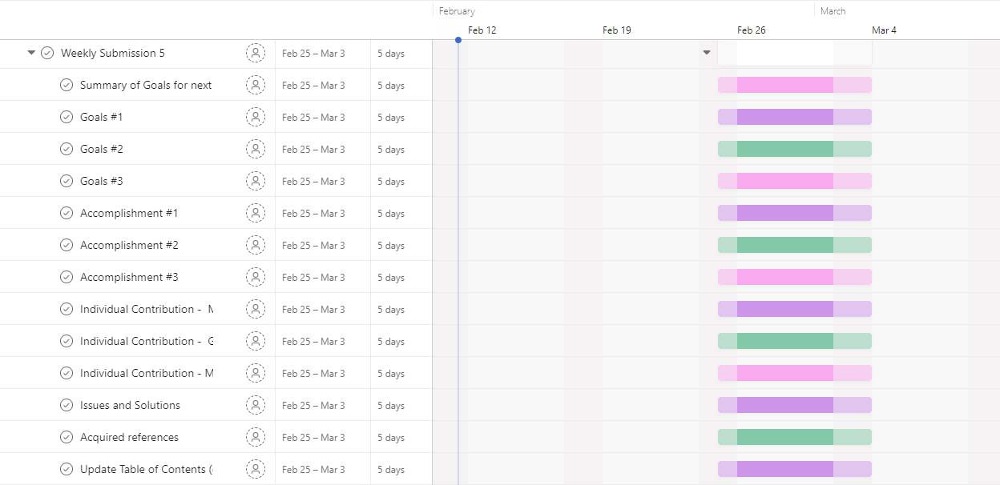 February March
Feb 12 Feb 19 Feb 26 Mar 4
Weekly Submission 5 Feb 25 – Mar 3 5 days
Summary of Goals for next Feb 25 – Mar 3 5 days
Goals #1 Feb 25 – Mar 3 5 days
Goals #2 Feb 25 – Mar 3 5 days
Goals #3 Feb 25 – Mar 3 5 days
Accomplishment #1 Feb 25 – Mar 3 5 days
Accomplishment #2 Feb 25 – Mar 3 5 days
Accomplishment #3 Feb 25 – Mar 3 5 days
Individual Contribution - Feb 25 – Mar 3 5 days
Individual Contribution - Feb 25 – Mar 3 5 days
Individual Contribution - M Feb 25 – Mar 3 5 days
Issues and Solutions Feb 25 – Mar 3 5 days
Acquired references Feb 25 – Mar 3 5 days
Update Table of Contents ( Feb 25 – Mar 3 5 days